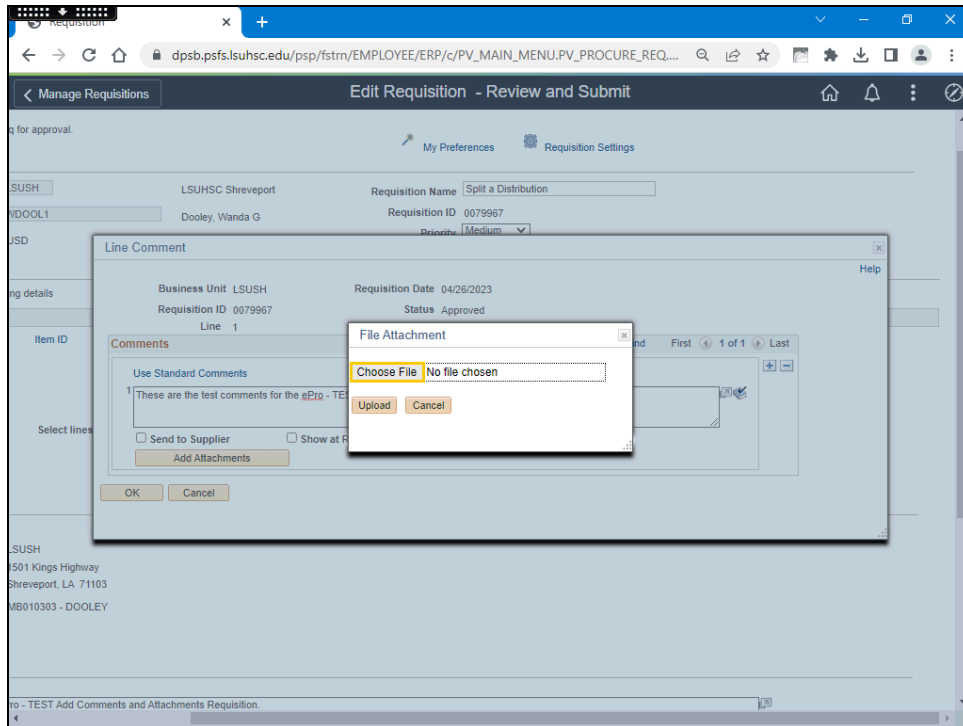 Requisition
dpsb.psfs.lsuhsc.edu/psp/fstrn/EMPLOYEE/ERP/c/PV_MAIN_MENU.PV_PROCURE_REQ....
Manage Requisitions
Edit Requisition - Review and Submit
q for approval.
My Preferences
Requisition Settings
LSUSH
LSUHSC Shreveport
Requisition Name Split a Distribution
WDOOL1
Dooley, Wanda G
Requisition ID 0079967
Priority Medium
USD
Line Comment
Help
ng details
Business Unit LSUSH
Requisition Date 04/26/2023
Requisition ID 0079967
Status Approved
Line 1
Item ID
Comments
File Attachment
First 1 of 1 Last
Use Standard Comments
Choose File No file chosen
1 These are the test comments for the ePro - TES
Upload Cancel
Select lines
Send to Supplier
Show at R
Add Attachments
OK Cancel
LSUSH
1501 Kings Highway
Shreveport, LA 71103
MB010303 - DOOLEY
ro - TEST Add Comments and Attachments Requisition.